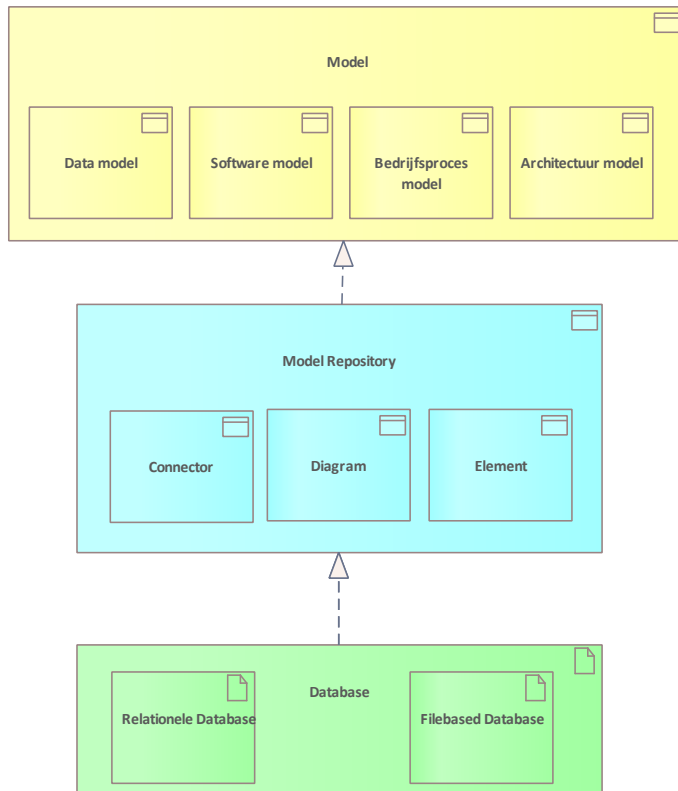 Model
Data model
Software model
Bedrijfsproces
model
Architectuur model
Model Repository
Connector
Diagram
Element
Database
Relationele Database
Filebased Database